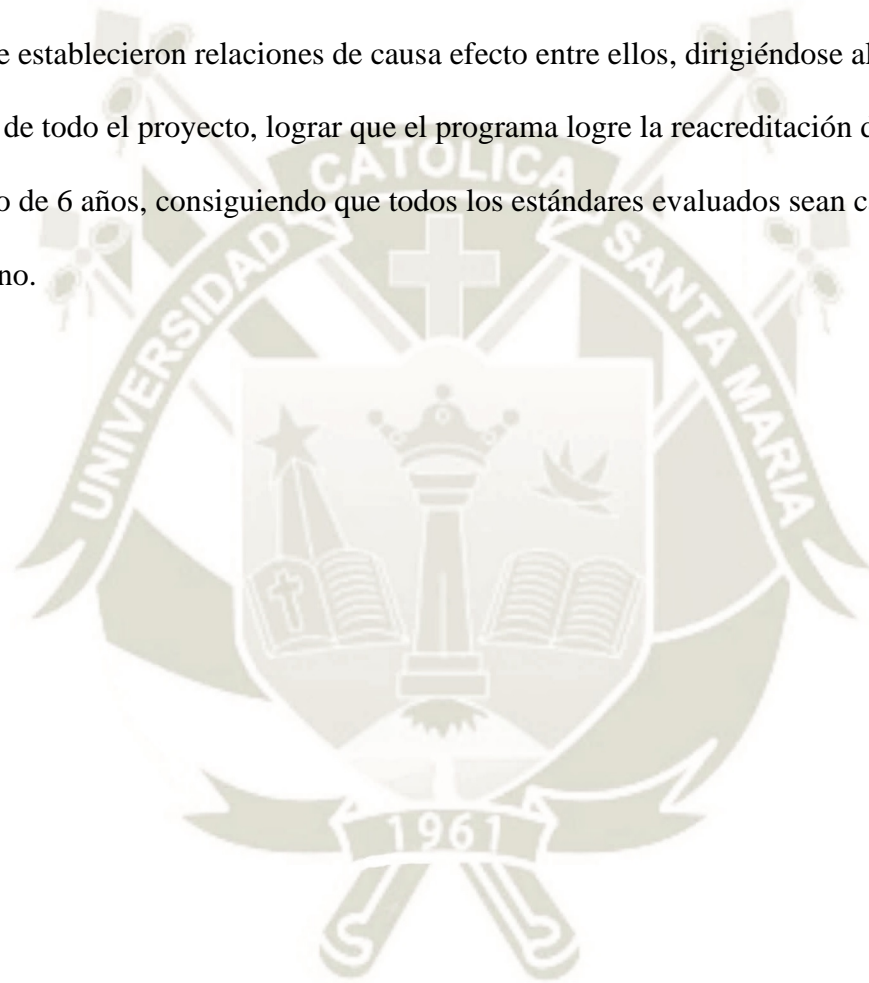 e establecieron relaciones de causa efecto entre ellos, dirigiéndose al
de todo el proyecto, lograr que el programa logre la reacreditación
o de 6 años, consiguiendo que todos los estándares evaluados sean c
no.
UNIVERSIDAD CATÓLICA SANTA MARIA
1961